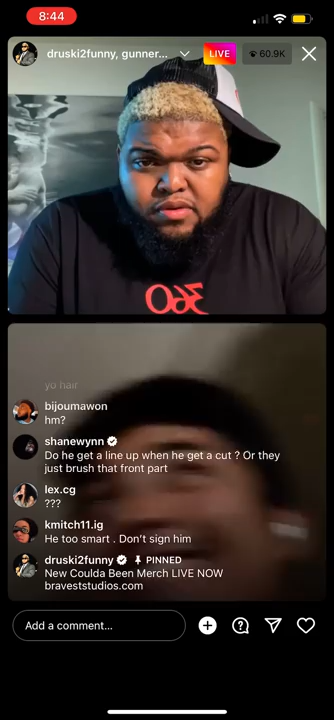 8:44
druski2funny, gunner...
LIVE
60.9K
360
yo hair
bijoumawon
hm?
shanewynn
Do he get a line up when he get a cut ? Or they
just brush that front part
lex.cg
???
kmitch11.ig
He too smart . Don't sign him
druski2funny PINNED
New Coulda Been Merch LIVE NOW
braveststudios.com
Add a comment...